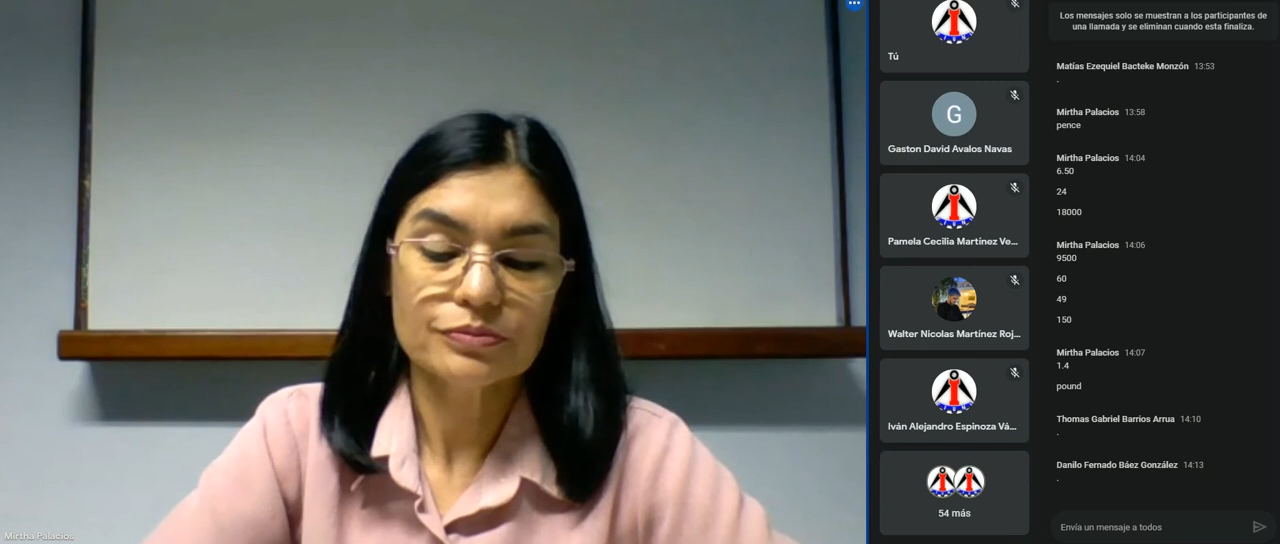 Mirtha Palacios
Tú
G
Gaston David Avalos Navas
Pamela Cecilia Martínez Ve...
Walter Nicolas Martínez Roj...
Iván Alejandro Espinoza Vá...
54 más
Los mensajes solo se muestran a los participantes de
una llamada y se eliminan cuando esta finaliza.
Matías Ezequiel Bacteke Monzón 13:53
.
Mirtha Palacios 13:58
pence
Mirtha Palacios 14:04
6.50
24
18000
Mirtha Palacios 14:06
9500
60
49
150
Mirtha Palacios 14:07
1.4
pound
Thomas Gabriel Barrios Arrua 14:10
.
Danilo Fernado Báez González 14:13
.
Envía un mensaje a todos